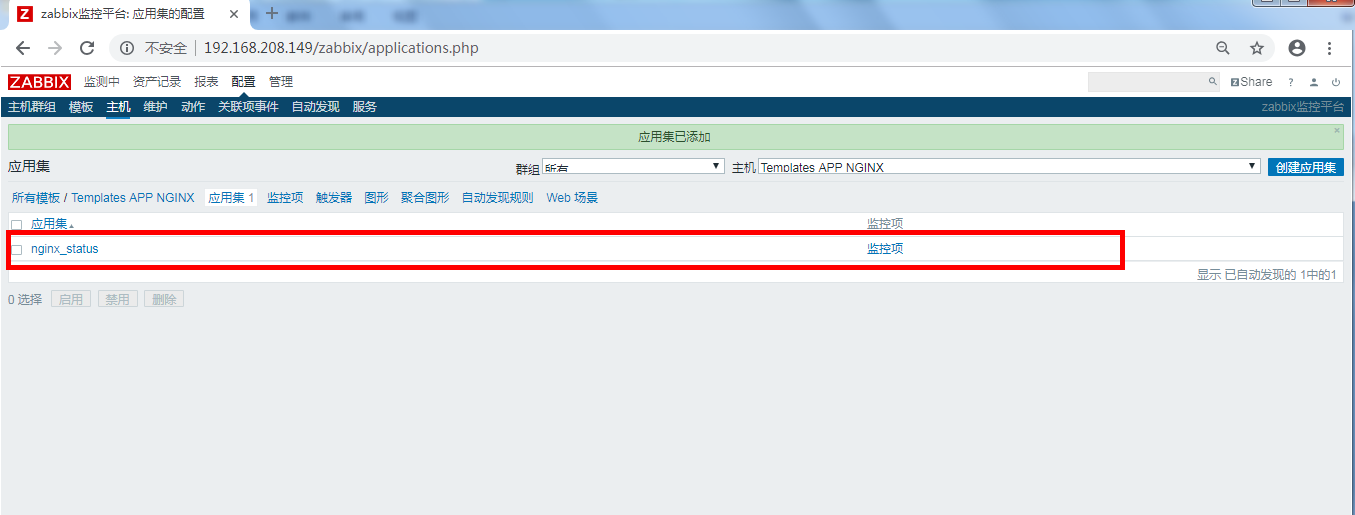 Z zabbix监控平台: 应用集的配置
不安全 192.168.208.149/zabbix/applications.php
ZABBIX 监测中 资产记录 报表 配置 管理 Z Share ?
主机群组 模板 主机 维护 动作 关联项事件 自动发现 服务 zabbix监控平台
应用集已添加
应用集 群组 所有 主机 Templates APP NGINX 创建应用集
所有模板 / Templates APP NGINX 应用集 1 监控项 触发器 图形 聚合图形 自动发现规则 Web 场景
应用集 监控项
nginx_status 监控项
显示 已自动发现的 1中的1
0 选择 启用 禁用 删除